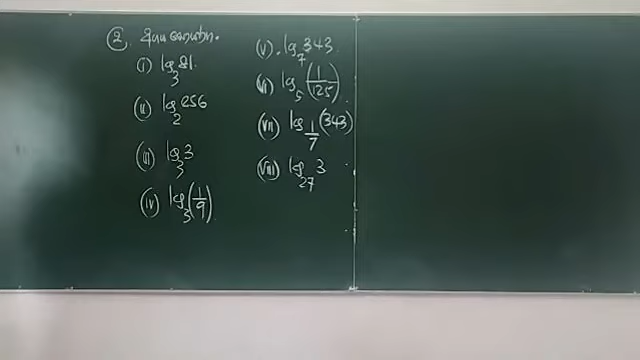 2.
(i) log₃ 81.
(ii) log₂ 256
(iii) log₃ 3
(iv) log₃ (1/9)
(v). log₇ 343.
(vi) log₅ (1/125)
(vii) log₁/₇ (343)
(viii) log₂₇ 3